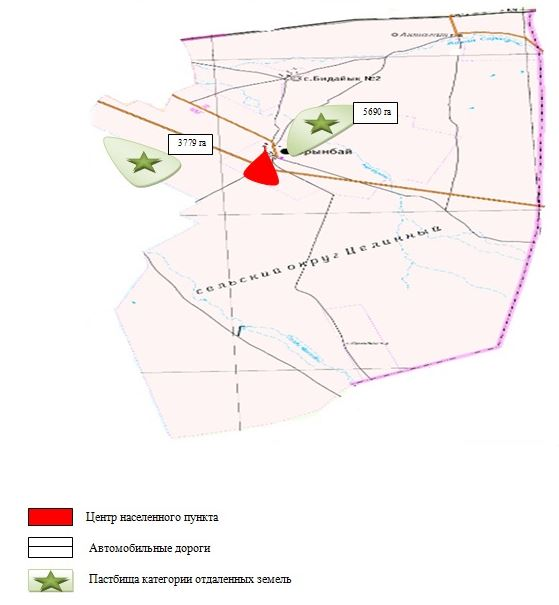 с.Бидайык №2
5690 га
3779 га
рынбай
сельский округ Целинный
Центр населенного пункта
Автомобильные дороги
Пастбища категории отдаленных земель